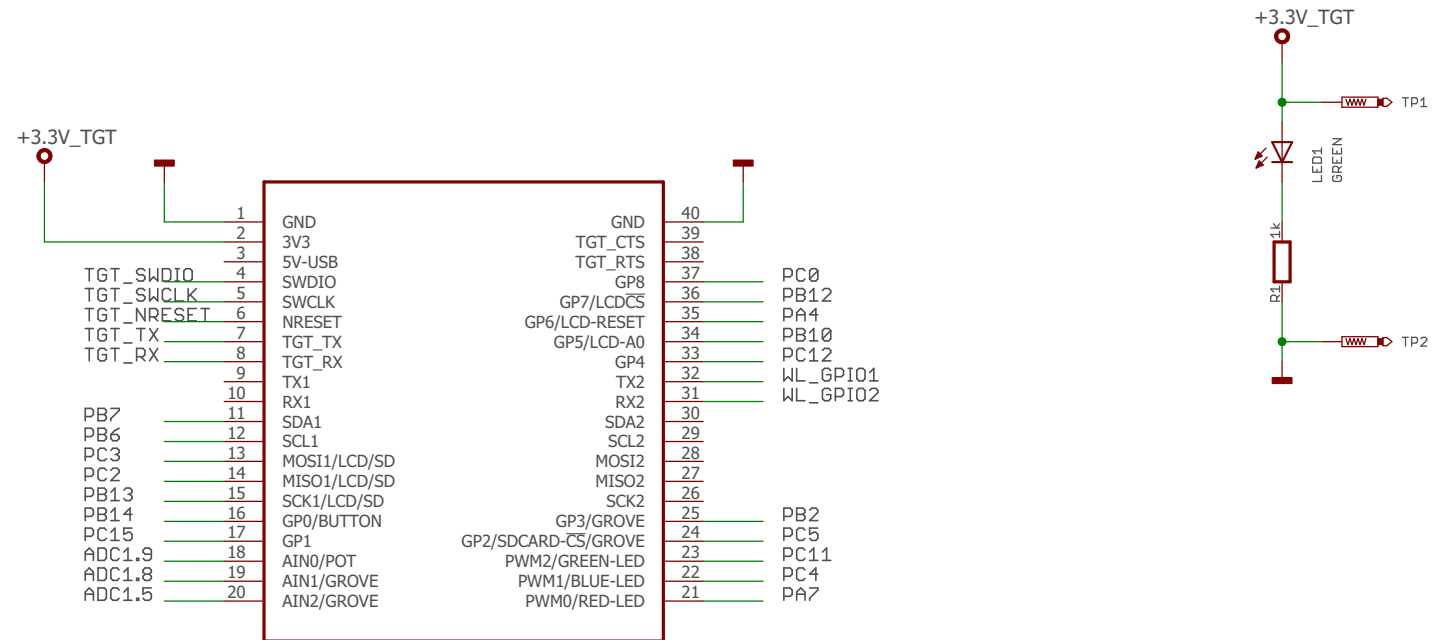 +3.3V_TGT
TP1
LED1
GREEN
1k
R1
TP2
+3.3V_TGT
1 GND GND 40
2 3V3 TGT_CTS 39
3 5V-USB TGT_RTS 38
TGT_SWDIO 4 SWDIO GP8 37 PC0
TGT_SWCLK 5 SWCLK GP7/LCDCS 36 PB12
TGT_NRESET 6 NRESET GP6/LCD-RESET 35 PA4
TGT_TX 7 TGT_TX GP5/LCD-A0 34 PB10
TGT_RX 8 TGT_RX GP4 33 PC12
9 TX1 TX2 32 WL_GPIO1
10 RX1 RX2 31 WL_GPIO2
PB7 11 SDA1 SDA2 30
PB6 12 SCL1 SCL2 29
PC3 13 MOSI1/LCD/SD MOSI2 28
PC2 14 MISO1/LCD/SD MISO2 27
PB13 15 SCK1/LCD/SD SCK2 26
PB14 16 GP0/BUTTON GP3/GROVE 25 PB2
PC15 17 GP1 GP2/SDCARD-CS/GROVE 24 PC5
ADC1.9 18 AIN0/POT PWM2/GREEN-LED 23 PC11
ADC1.8 19 AIN1/GROVE PWM1/BLUE-LED 22 PC4
ADC1.5 20 AIN2/GROVE PWM0/RED-LED 21 PA7